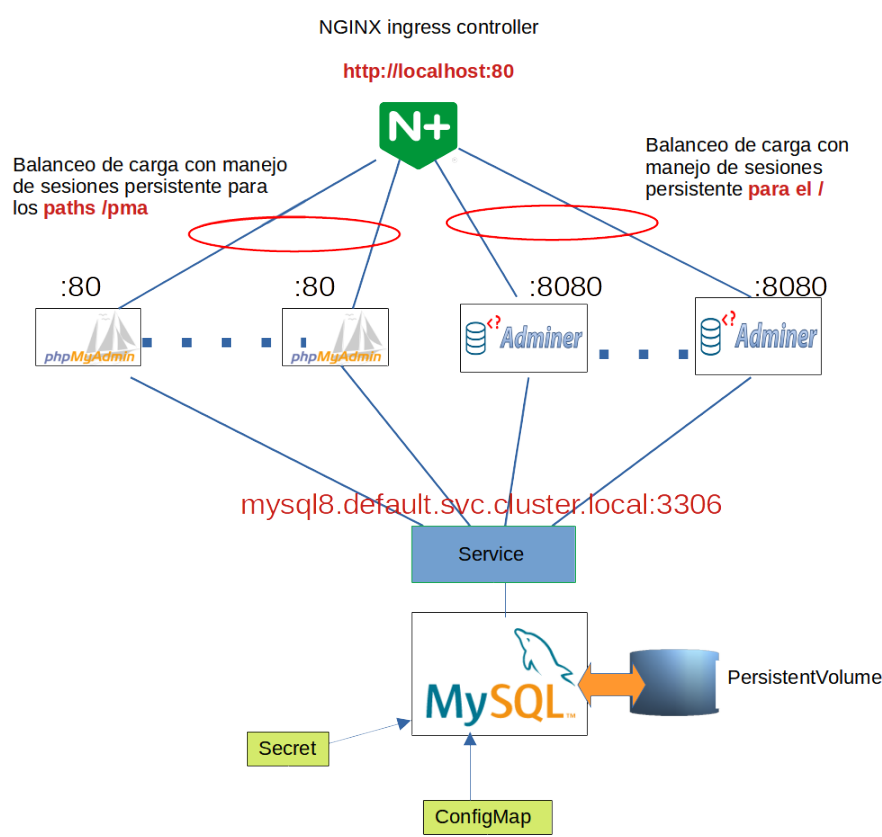 NGINX ingress controller
http://localhost:80
N+
Balanceo de carga con manejo
de sesiones persistente para
los paths /pma
Balanceo de carga con
manejo de sesiones
persistente para el /
:80
:80
:8080
:8080
phpMyAdmin
phpMyAdmin
<? Adminer
<? Adminer
mysql8.default.svc.cluster.local:3306
Service
MySQL™
PersistentVolume
Secret
ConfigMap